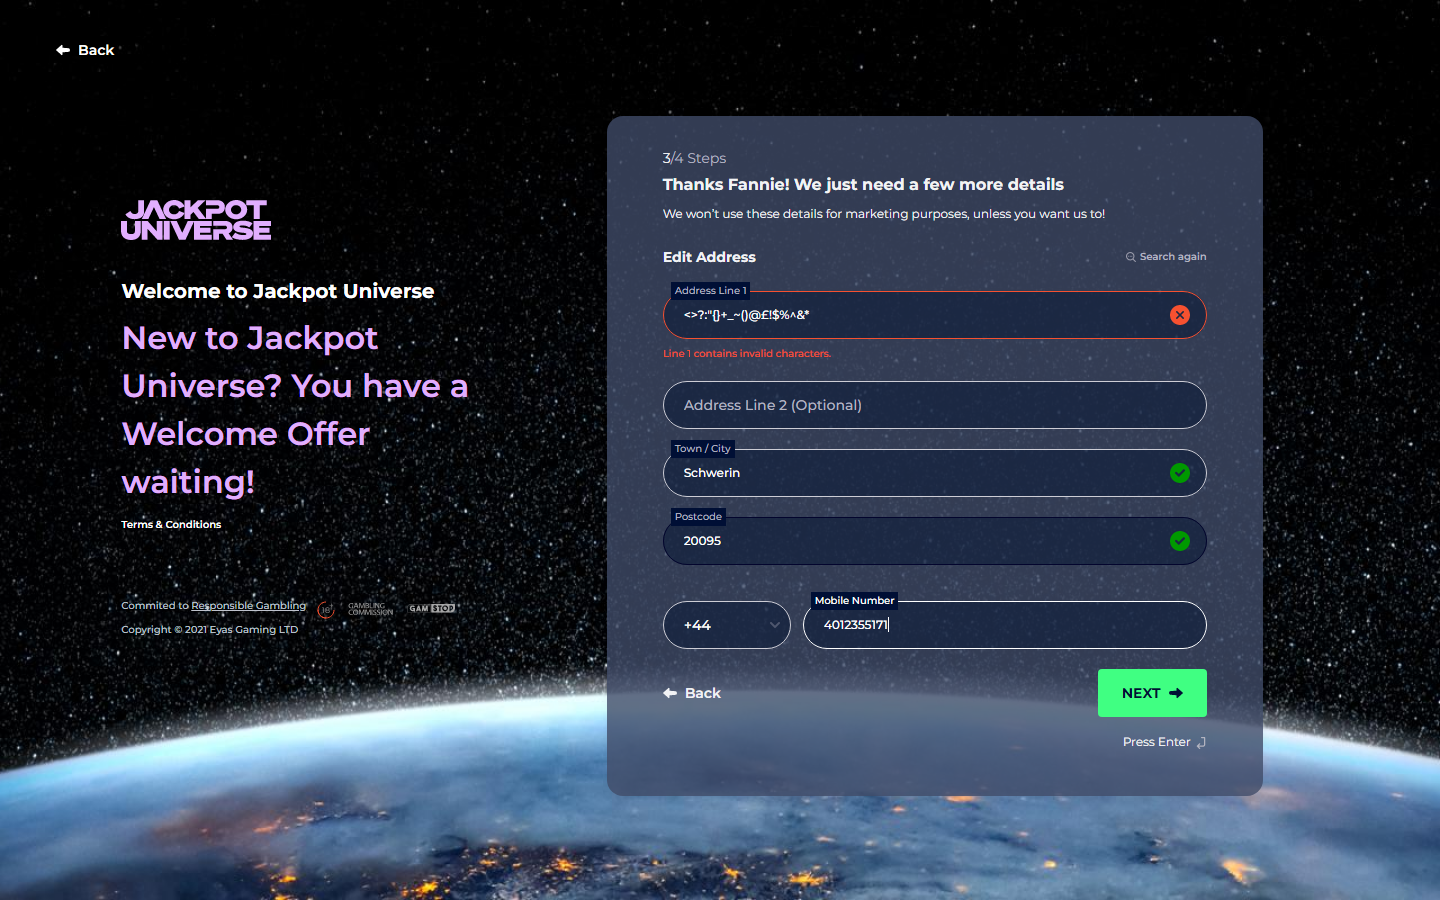 Back
JACKPOT
UNIVERSE
Welcome to Jackpot Universe
New to Jackpot
Universe? You have a
Welcome Offer
waiting!
Terms & Conditions
Commited to Responsible Gambling
18+
GAMBLING
COMMISSION
GAMSTOP
Copyright © 2021 Eyas Gaming LTD
3/4 Steps
Thanks Fannie! We just need a few more details
We won't use these details for marketing purposes, unless you want us to!
Edit Address
Search again
Address Line 1
<>?:"{}+_~()@£!$%^&*
Line 1 contains invalid characters.
Address Line 2 (Optional)
Town / City
Schwerin
Postcode
20095
+44
Mobile Number
4012355171
Back
NEXT
Press Enter